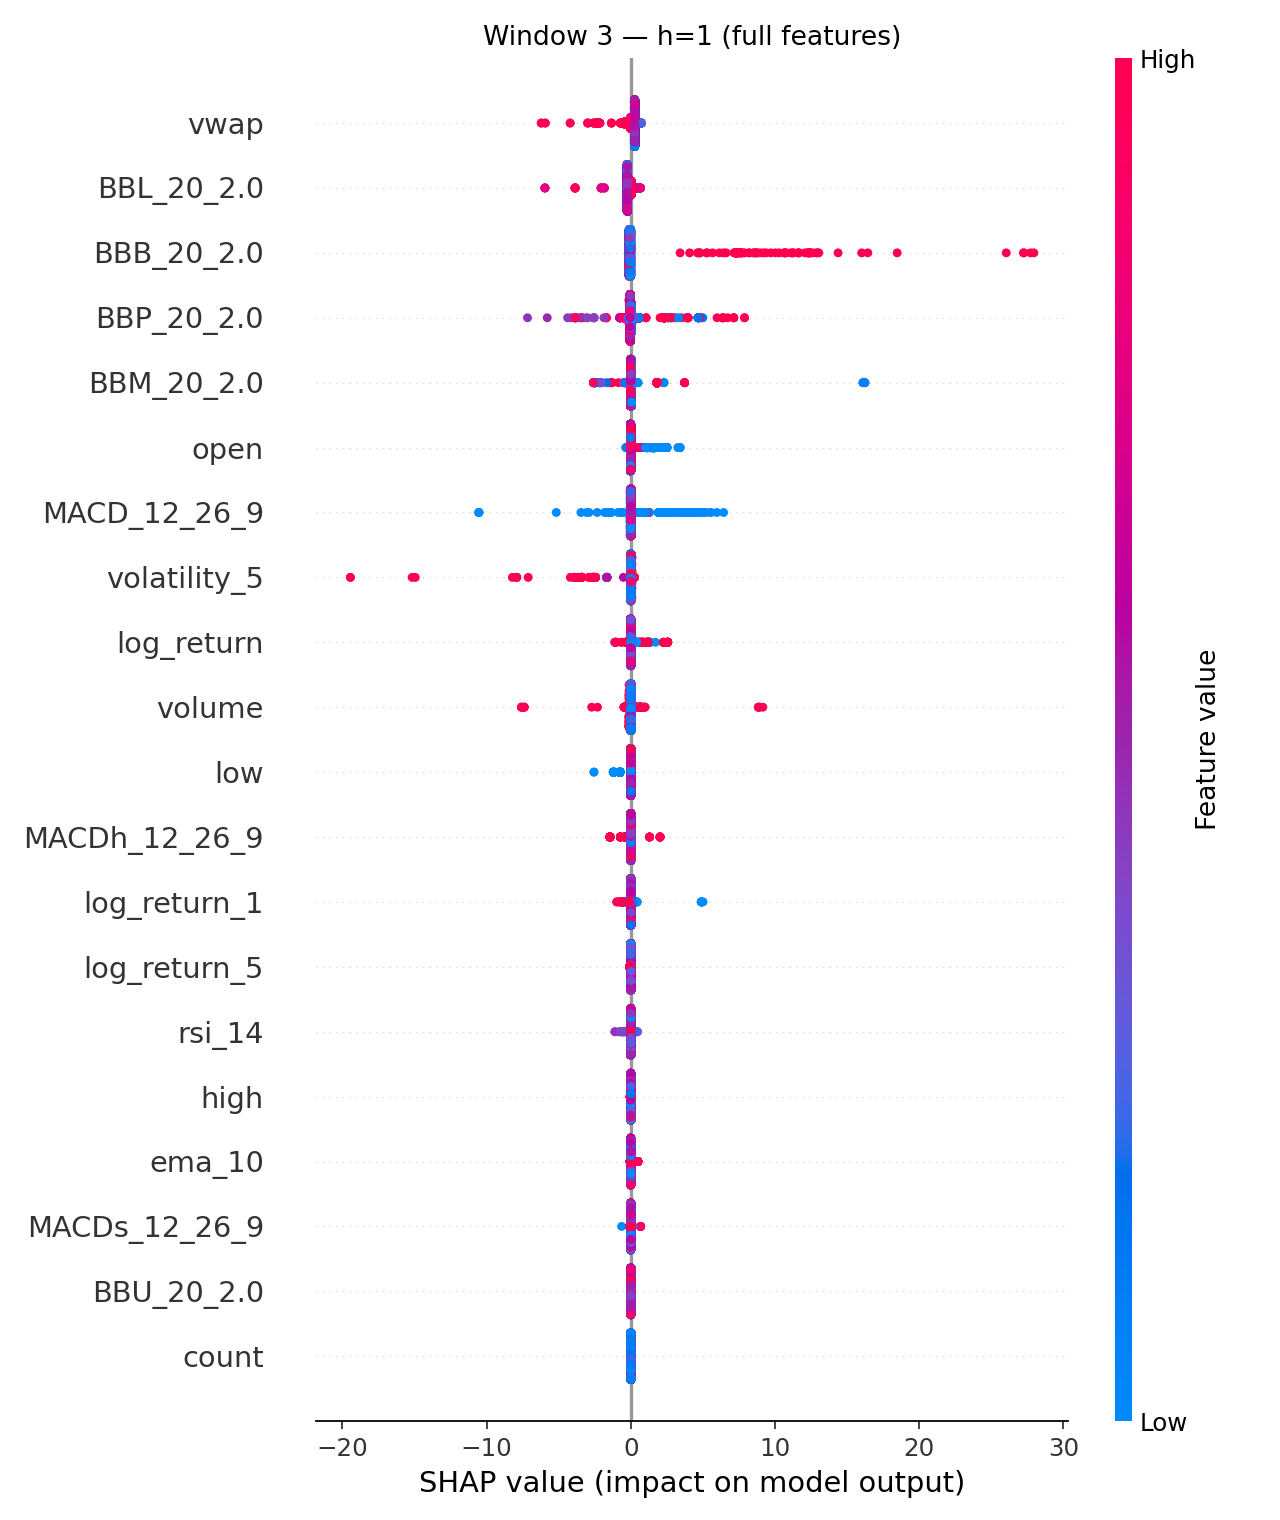 Window 3 — h=1 (full features)
High
vwap
BBL_20_2.0
BBB_20_2.0
BBP_20_2.0
BBM_20_2.0
open
MACD_12_26_9
volatility_5
log_return
volume
low
MACDh_12_26_9
log_return_1
log_return_5
rsi_14
high
ema_10
MACDs_12_26_9
BBU_20_2.0
count
Feature value
Low
−20 −10 0 10 20 30
SHAP value (impact on model output)